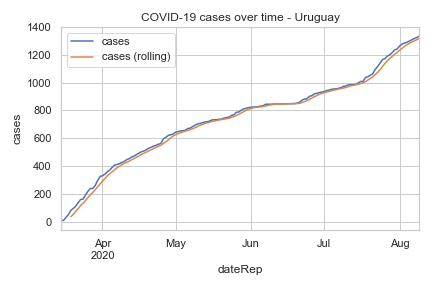 COVID-19 cases over time - Uruguay
cases
cases (rolling)
cases
1400
1200
1000
800
600
400
200
0
Apr
2020
May
Jun
Jul
Aug
dateRep